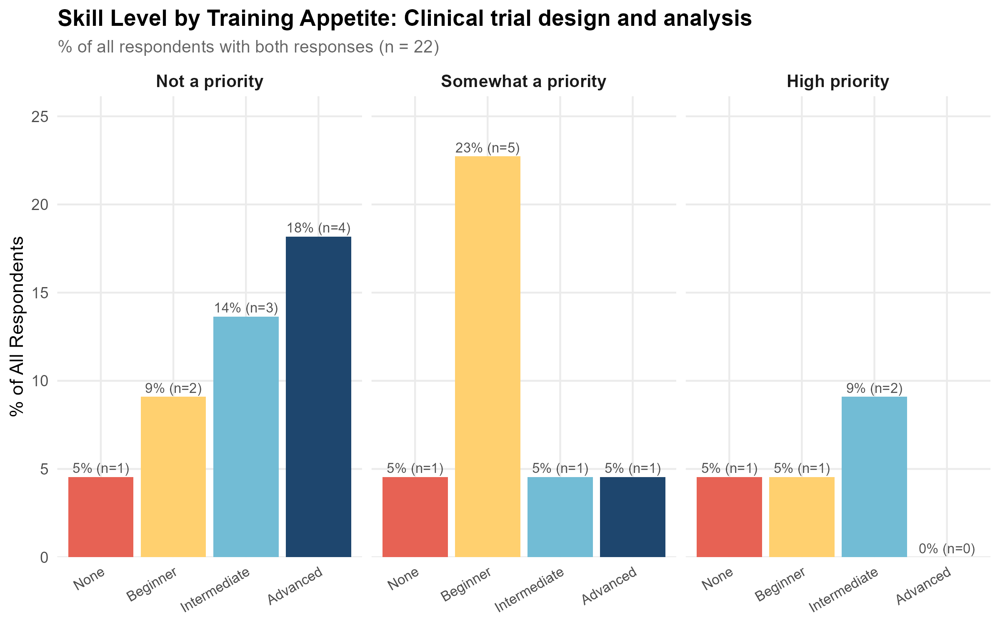 Skill Level by Training Appetite: Clinical trial design and analysis
% of all respondents with both responses (n = 22)
Not a priority
Somewhat a priority
High priority
% of All Respondents
25
20
15
10
5
0
5% (n=1)
9% (n=2)
14% (n=3)
18% (n=4)
5% (n=1)
23% (n=5)
5% (n=1)
5% (n=1)
5% (n=1)
5% (n=1)
9% (n=2)
0% (n=0)
None
Beginner
Intermediate
Advanced
None
Beginner
Intermediate
Advanced
None
Beginner
Intermediate
Advanced